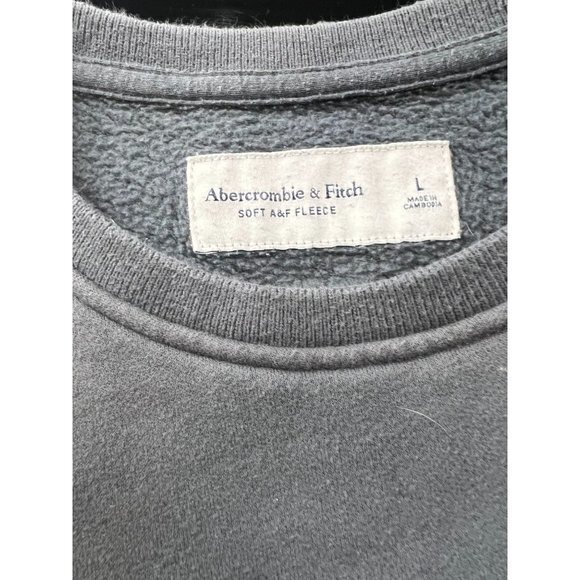 Abercrombie & Fitch
SOFT A&F FLEECE
L
MADE IN
CAMBODIA